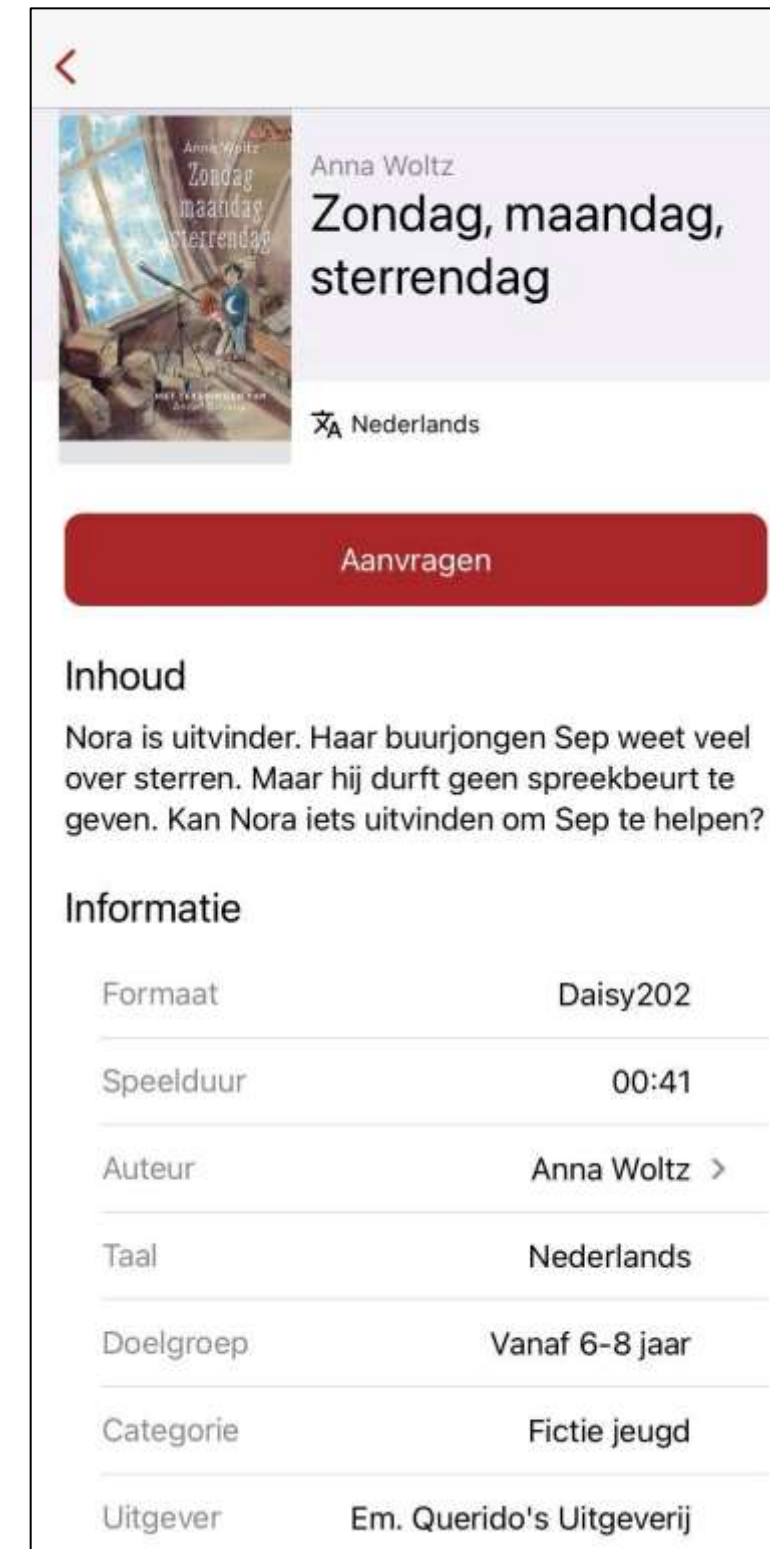 Anna Woltz
Zondag
maandag
sterrendag
MET TEKENINGEN VAN
Anna Woltz
Zondag, maandag,
sterrendag
Nederlands
Aanvragen
Inhoud
Nora is uitvinder. Haar buurjongen Sep weet veel
over sterren. Maar hij durft geen spreekbeurt te
geven. Kan Nora iets uitvinden om Sep te helpen?
Informatie
Formaat Daisy202
Speelduur 00:41
Auteur Anna Woltz >
Taal Nederlands
Doelgroep Vanaf 6-8 jaar
Categorie Fictie jeugd
Uitgever Em. Querido's Uitgeverij